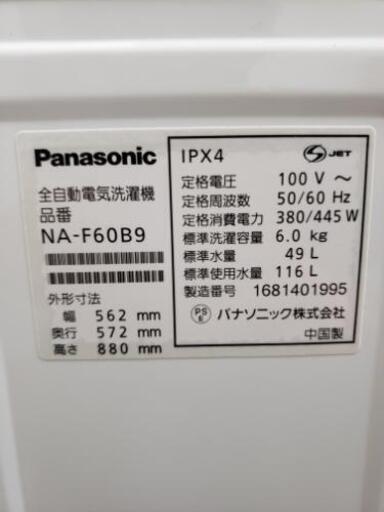 Panasonic
全自動電気洗濯機
品番
NA-F60B9
外形寸法
幅 562 mm
奥行 572 mm
高さ 880 mm
IPX4
S JET
定格電圧 100 V ～
定格周波数 50/60 Hz
定格消費電力 380/445 W
標準洗濯容量 6.0 kg
標準水量 49 L
標準使用水量 116 L
製造番号 1681401995
PS E パナソニック株式会社
中国製